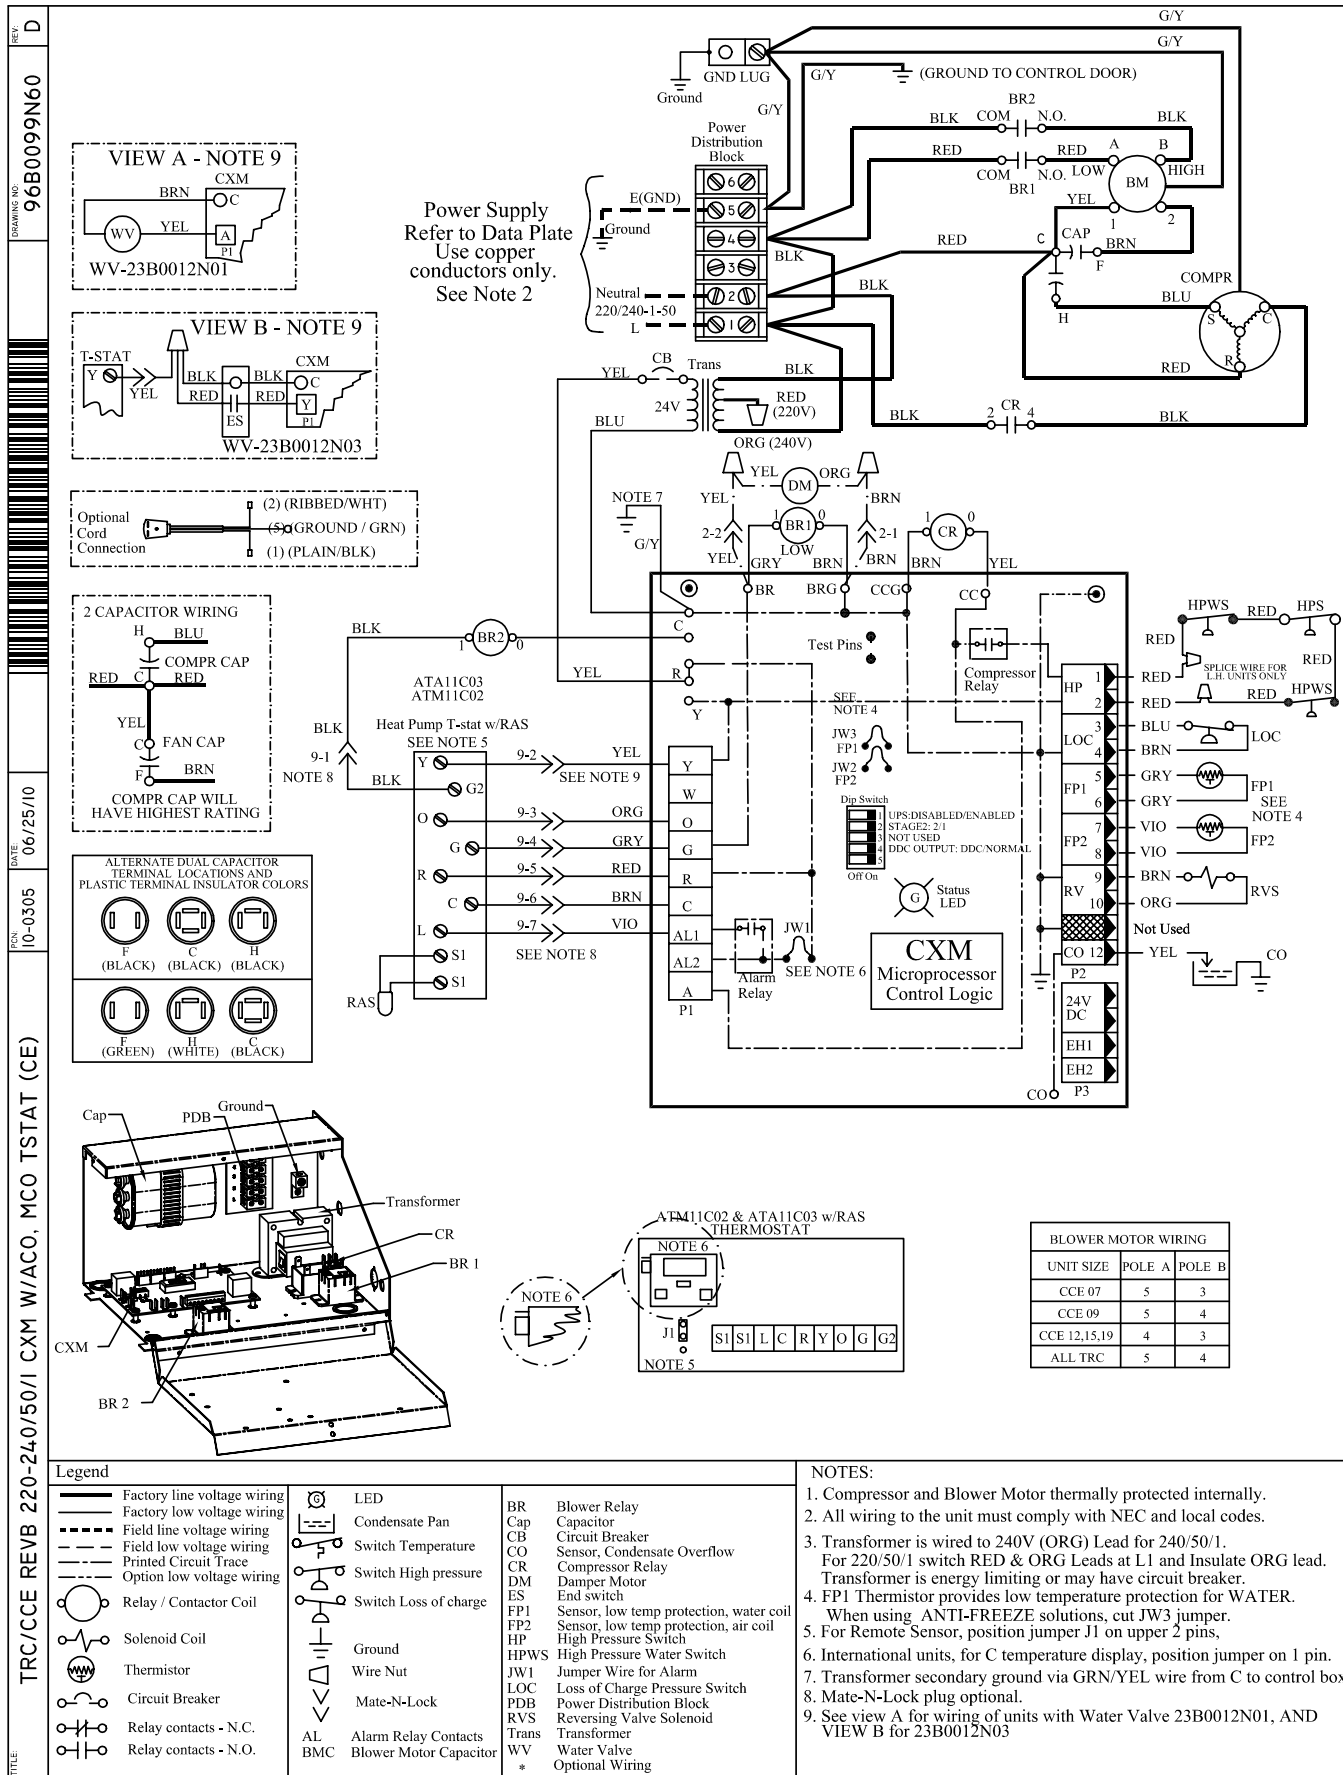 REV: D
DRAWING NO: 96B0099N60
DATE: 06/25/10
PCN: 10-0305
TITLE: TRC/CCE REVB 220-240/50/1 CXM W/ACO, MCO TSTAT (CE)
VIEW A - NOTE 9
CXM
BRN
C
WV
YEL
A
P1
WV-23B0012N01
VIEW B - NOTE 9
T-STAT
CXM
Y
YEL
BLK
BLK
C
RED
RED
Y
ES
P1
WV-23B0012N03
Optional
Cord
Connection
(2) (RIBBED/WHT)
(5) (GROUND / GRN)
(1) (PLAIN/BLK)
2 CAPACITOR WIRING
H
BLU
COMPR CAP
RED
C
RED
YEL
C
FAN CAP
F
BRN
COMPR CAP WILL
HAVE HIGHEST RATING
ALTERNATE DUAL CAPACITOR
TERMINAL LOCATIONS AND
PLASTIC TERMINAL INSULATOR COLORS
F
(BLACK)
C
(BLACK)
H
(BLACK)
F
(GREEN)
H
(WHITE)
C
(BLACK)
G/Y
G/Y
GND LUG
Ground
G/Y
(GROUND TO CONTROL DOOR)
G/Y
Power
Distribution
Block
6
5
4
3
2
1
Power Supply
Refer to Data Plate
Use copper
conductors only.
See Note 2
E(GND)
Ground
Neutral
220/240-1-50
L
BLK
BR2
COM
N.O.
BLK
RED
COM
BR1
N.O.
RED
A
LOW
B
HIGH
BM
YEL
1
2
RED
C
CAP
BRN
F
BLK
BLK
H
BLU
COMPR
S
C
R
RED
BLK
2
CR
4
BLK
YEL
CB
Trans
BLK
24V
RED
(220V)
BLU
ORG (240V)
NOTE 7
G/Y
YEL
DM
ORG
YEL
BRN
2-2
2-1
1
BR1
0
LOW
YEL
GRY
BRN
BRN
BRN
1
CR
0
YEL
BR
BRG
CCG
CC
BLK
1
BR2
0
C
YEL
R
Y
Test Pins
Compressor
Relay
SEE
NOTE 4
JW3
FP1
JW2
FP2
Dip Switch
1 UPS:DISABLED/ENABLED
2 STAGE2: 2/1
3 NOT USED
4 DDC OUTPUT: DDC/NORMAL
5
Off On
G
Status
LED
CXM
Microprocessor
Control Logic
JW1
SEE NOTE 6
Alarm
Relay
ATA11C03
ATM11C02
Heat Pump T-stat w/RAS
SEE NOTE 5
BLK
9-1
NOTE 8
BLK
Y
9-2
YEL
SEE NOTE 9
G2
O
9-3
ORG
G
9-4
GRY
R
9-5
RED
C
9-6
BRN
L
9-7
VIO
SEE NOTE 8
S1
S1
RAS
Y
W
O
G
R
C
AL1
AL2
A
P1
HP
1
2
LOC
3
4
FP1
5
6
FP2
7
8
RV
9
10
Not Used
CO 12
P2
24V
DC
EH1
EH2
P3
CO
RED
HPWS
RED
HPS
RED
RED
SPLICE WIRE FOR
L.H. UNITS ONLY
RED
RED
HPWS
BLU
LOC
BRN
GRY
FP1
SEE
NOTE 4
GRY
VIO
FP2
VIO
BRN
RVS
ORG
YEL
CO
Cap
PDB
Ground
Transformer
CR
BR 1
CXM
BR 2
ATM11C02 & ATA11C03 w/RAS
THERMOSTAT
NOTE 6
NOTE 6
J1
NOTE 5
S1 S1 L C R Y O G G2
BLOWER MOTOR WIRING
UNIT SIZE POLE A POLE B
CCE 07 5 3
CCE 09 5 4
CCE 12,15,19 4 3
ALL TRC 5 4
Legend
Factory line voltage wiring
Factory low voltage wiring
Field line voltage wiring
Field low voltage wiring
Printed Circuit Trace
Option low voltage wiring
Relay / Contactor Coil
Solenoid Coil
Thermistor
Circuit Breaker
Relay contacts - N.C.
Relay contacts - N.O.
G LED
Condensate Pan
Switch Temperature
Switch High pressure
Switch Loss of charge
Ground
Wire Nut
Mate-N-Lock
AL Alarm Relay Contacts
BMC Blower Motor Capacitor
BR Blower Relay
Cap Capacitor
CB Circuit Breaker
CO Sensor, Condensate Overflow
CR Compressor Relay
DM Damper Motor
ES End switch
FP1 Sensor, low temp protection, water coil
FP2 Sensor, low temp protection, air coil
HP High Pressure Switch
HPWS High Pressure Water Switch
JW1 Jumper Wire for Alarm
LOC Loss of Charge Pressure Switch
PDB Power Distribution Block
RVS Reversing Valve Solenoid
Trans Transformer
WV Water Valve
* Optional Wiring
NOTES:
1. Compressor and Blower Motor thermally protected internally.
2. All wiring to the unit must comply with NEC and local codes.
3. Transformer is wired to 240V (ORG) Lead for 240/50/1.
For 220/50/1 switch RED & ORG Leads at L1 and Insulate ORG lead.
Transformer is energy limiting or may have circuit breaker.
4. FP1 Thermistor provides low temperature protection for WATER.
When using ANTI-FREEZE solutions, cut JW3 jumper.
5. For Remote Sensor, position jumper J1 on upper 2 pins,
6. International units, for C temperature display, position jumper on 1 pin.
7. Transformer secondary ground via GRN/YEL wire from C to control box
8. Mate-N-Lock plug optional.
9. See view A for wiring of units with Water Valve 23B0012N01, AND
VIEW B for 23B0012N03